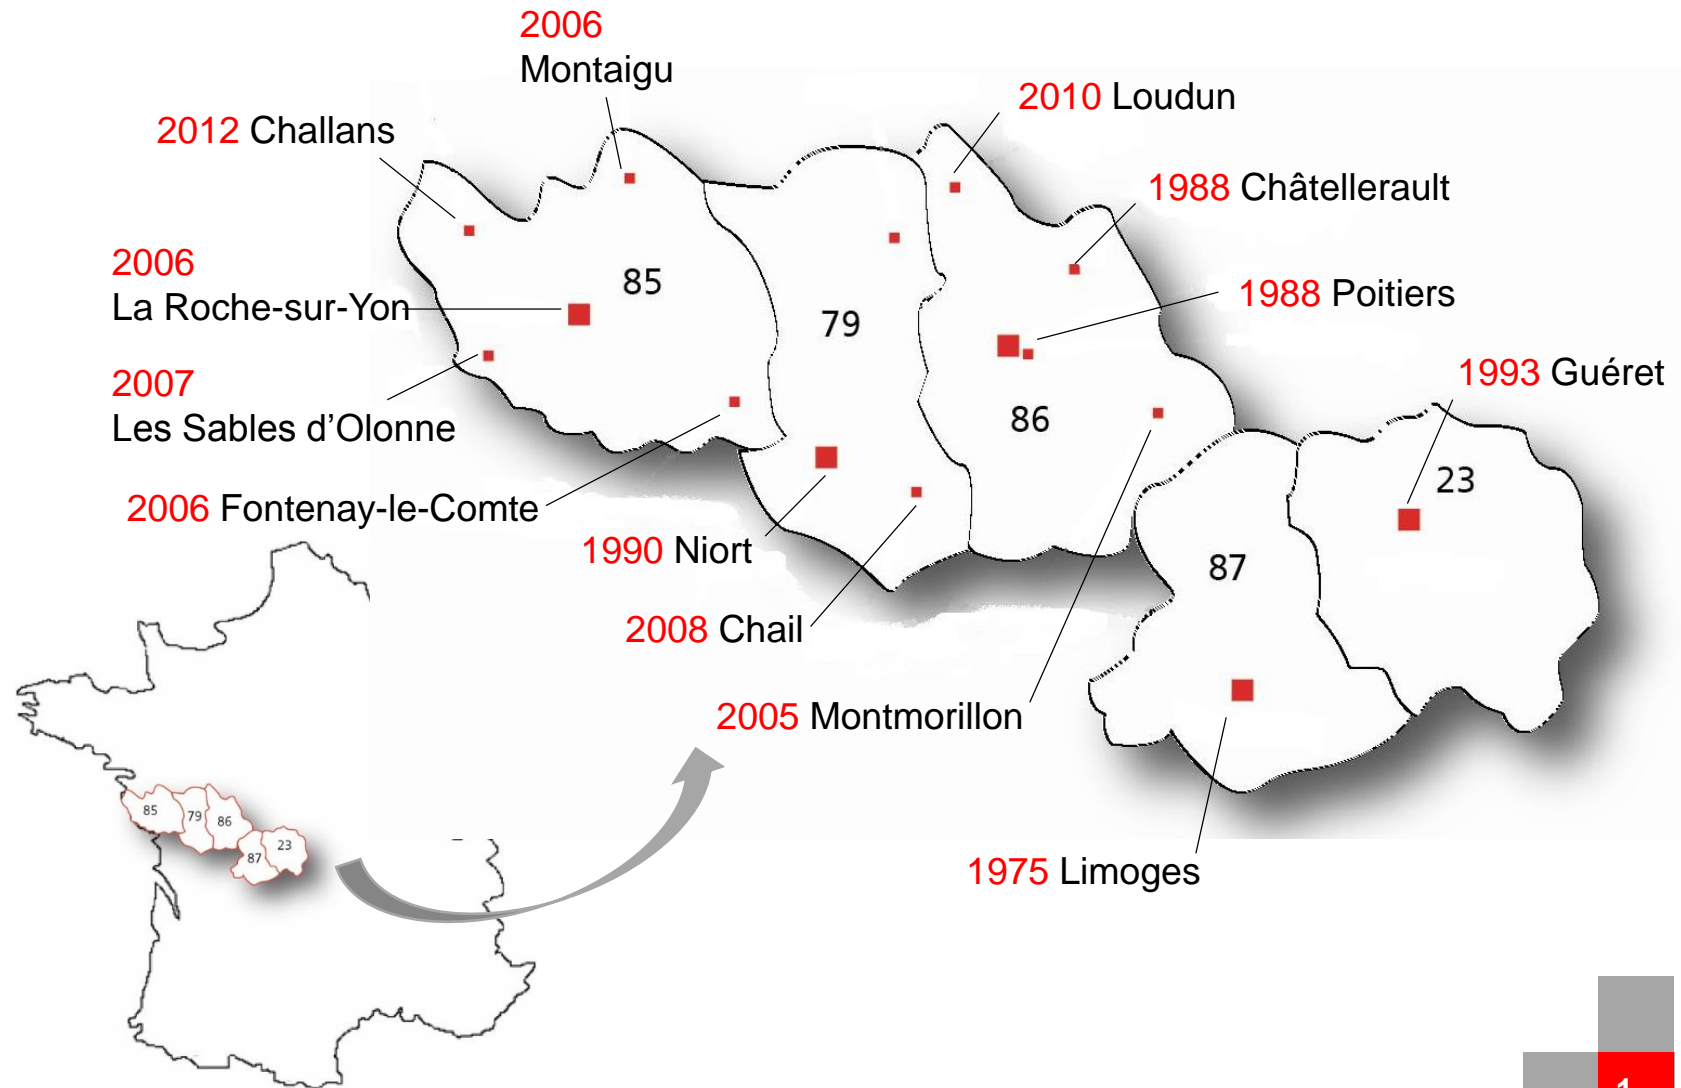 2006
Montaigu
2010 Loudun
2012 Challans
1988 Châtellerault
2006
La Roche-sur-Yon
85
79
1988 Poitiers
2007
Les Sables d’Olonne
86
1993 Guéret
23
2006 Fontenay-le-Comte
1990 Niort
87
2008 Chail
2005 Montmorillon
1975 Limoges
85
79
86
87
23
1